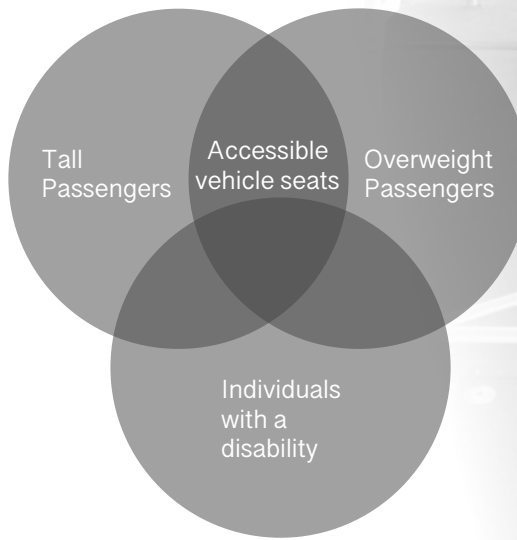 Tall
Passengers
Accessible
vehicle seats
Overweight
Passengers
Individuals
with a
disability